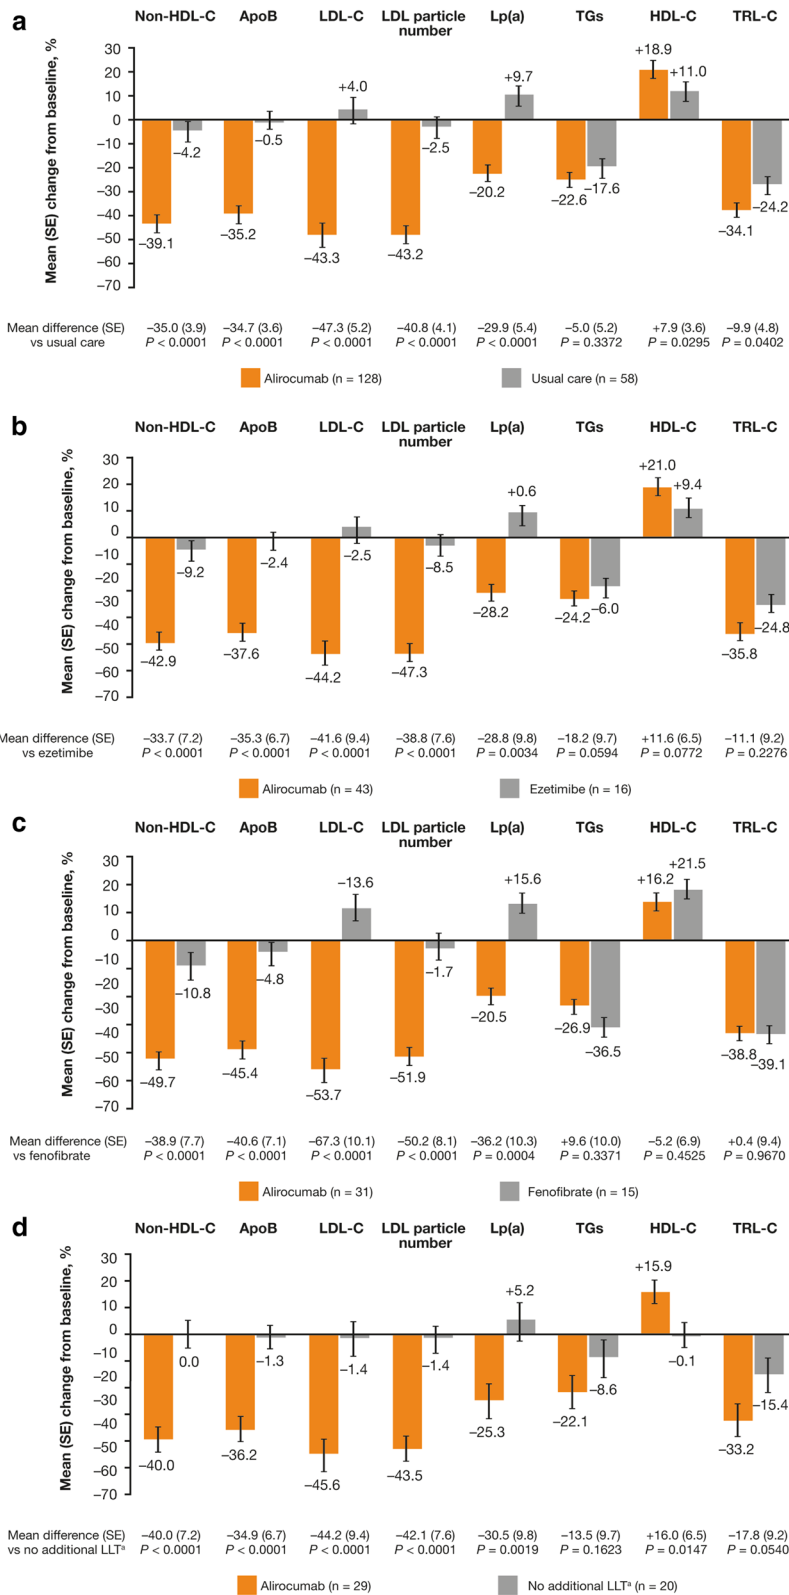 a
Non-HDL-C ApoB LDL-C LDL particle number Lp(a) TGs HDL-C TRL-C
Mean (SE) change from baseline, %
30
20
10
0
−10
−20
−30
−40
−50
−60
−70
−39.1 −4.2 −35.2 −0.5 −43.3 +4.0 −43.2 −2.5 −20.2 +9.7 −22.6 −17.6 +18.9 +11.0 −34.1 −24.2
Mean difference (SE) −35.0 (3.9) −34.7 (3.6) −47.3 (5.2) −40.8 (4.1) −29.9 (5.4) −5.0 (5.2) +7.9 (3.6) −9.9 (4.8)
vs usual care P < 0.0001 P < 0.0001 P < 0.0001 P < 0.0001 P < 0.0001 P = 0.3372 P = 0.0295 P = 0.0402
Alirocumab (n = 128) Usual care (n = 58)
b
Non-HDL-C ApoB LDL-C LDL particle number Lp(a) TGs HDL-C TRL-C
Mean (SE) change from baseline, %
30
20
10
0
−10
−20
−30
−40
−50
−60
−70
−42.9 −9.2 −37.6 −2.4 −44.2 −2.5 −47.3 −8.5 −28.2 +0.6 −24.2 −6.0 +21.0 +9.4 −35.8 −24.8
Mean difference (SE) −33.7 (7.2) −35.3 (6.7) −41.6 (9.4) −38.8 (7.6) −28.8 (9.8) −18.2 (9.7) +11.6 (6.5) −11.1 (9.2)
vs ezetimibe P < 0.0001 P < 0.0001 P < 0.0001 P < 0.0001 P = 0.0034 P = 0.0594 P = 0.0772 P = 0.2276
Alirocumab (n = 43) Ezetimibe (n = 16)
c
Non-HDL-C ApoB LDL-C LDL particle number Lp(a) TGs HDL-C TRL-C
Mean (SE) change from baseline, %
30
20
10
0
−10
−20
−30
−40
−50
−60
−70
−49.7 −10.8 −45.4 −4.8 −53.7 −13.6 −51.9 −1.7 −20.5 +15.6 −26.9 −36.5 +16.2 +21.5 −38.8 −39.1
Mean difference (SE) −38.9 (7.7) −40.6 (7.1) −67.3 (10.1) −50.2 (8.1) −36.2 (10.3) +9.6 (10.0) −5.2 (6.9) +0.4 (9.4)
vs fenofibrate P < 0.0001 P < 0.0001 P < 0.0001 P < 0.0001 P = 0.0004 P = 0.3371 P = 0.4525 P = 0.9670
Alirocumab (n = 31) Fenofibrate (n = 15)
d
Non-HDL-C ApoB LDL-C LDL particle number Lp(a) TGs HDL-C TRL-C
Mean (SE) change from baseline, %
30
20
10
0
−10
−20
−30
−40
−50
−60
−70
−40.0 0.0 −36.2 −1.3 −45.6 −1.4 −43.5 −1.4 −25.3 +5.2 −22.1 −8.6 +15.9 −0.1 −33.2 −15.4
Mean difference (SE) −40.0 (7.2) −34.9 (6.7) −44.2 (9.4) −42.1 (7.6) −30.5 (9.8) −13.5 (9.7) +16.0 (6.5) −17.8 (9.2)
vs no additional LLTᵃ P < 0.0001 P < 0.0001 P < 0.0001 P < 0.0001 P = 0.0019 P = 0.1623 P = 0.0147 P = 0.0540
Alirocumab (n = 29) No additional LLTᵃ (n = 20)